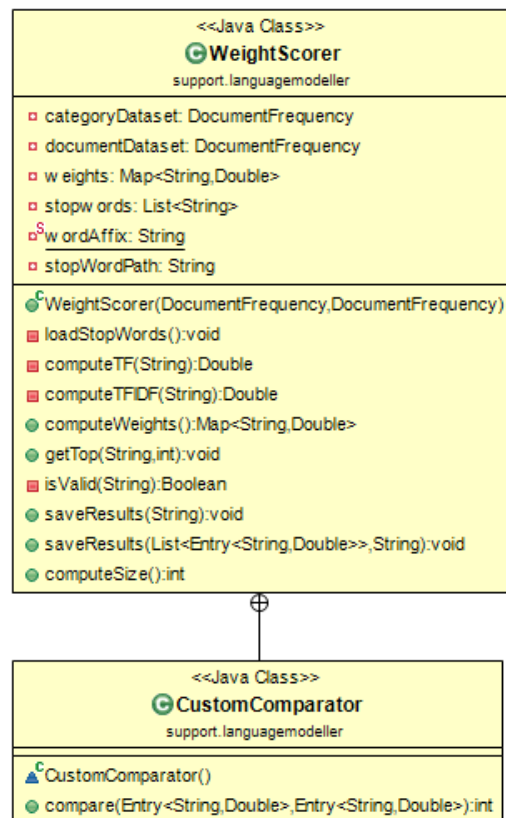 <<Java Class>>
WeightScorer
support.languagemodeller
categoryDataset: DocumentFrequency
documentDataset: DocumentFrequency
weights: Map<String,Double>
stopwords: List<String>
wordAffix: String
stopWordPath: String
WeightScorer(DocumentFrequency,DocumentFrequency)
loadStopWords():void
computeTF(String):Double
computeTFIDF(String):Double
computeWeights():Map<String,Double>
getTop(String,int):void
isValid(String):Boolean
saveResults(String):void
saveResults(List<Entry<String,Double>>,String):void
computeSize():int
<<Java Class>>
CustomComparator
support.languagemodeller
CustomComparator()
compare(Entry<String,Double>,Entry<String,Double>):int